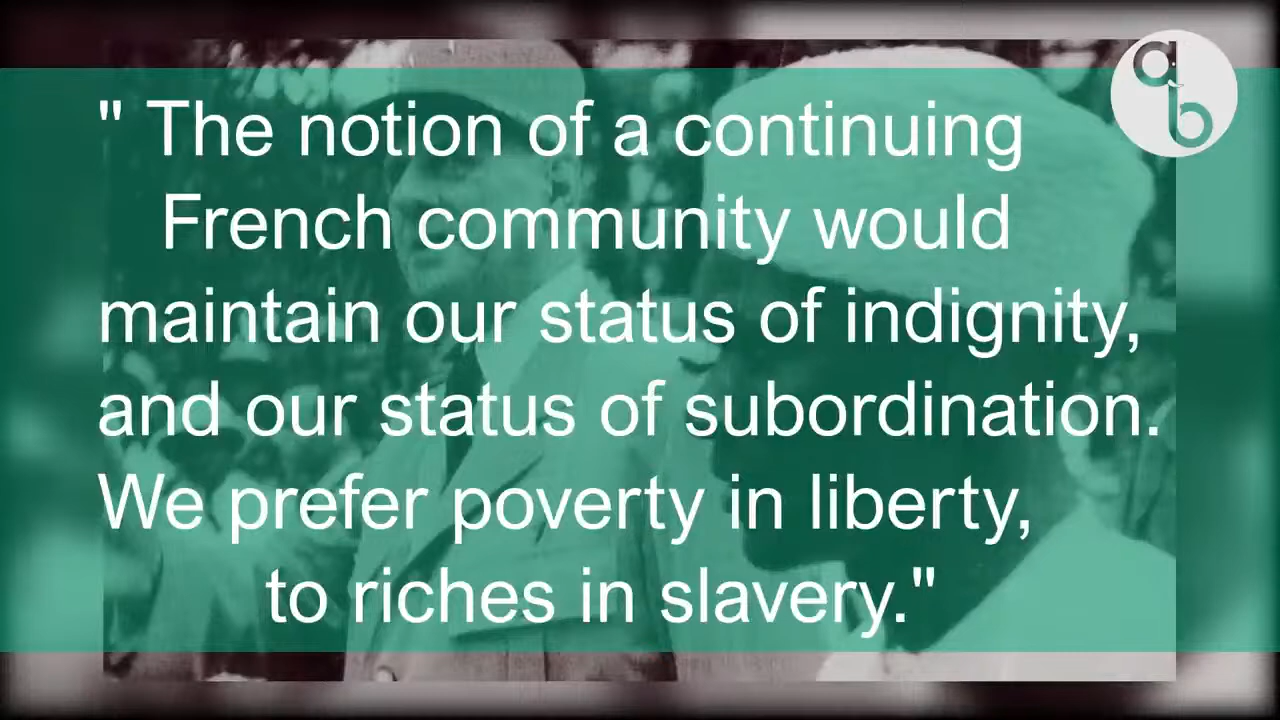 " The notion of a continuing
French community would
maintain our status of indignity,
and our status of subordination.
We prefer poverty in liberty,
to riches in slavery."
ab